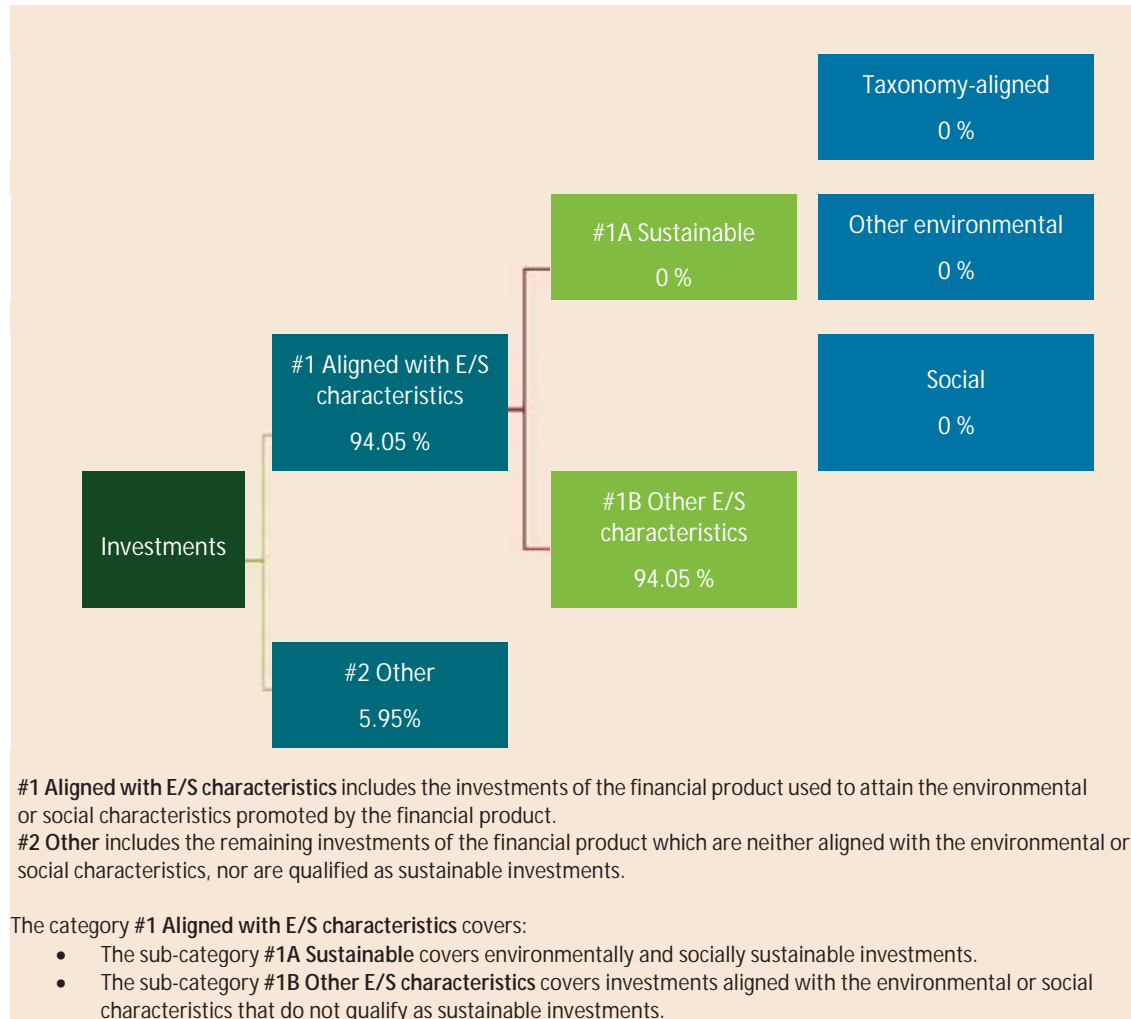 Taxonomy-aligned
0 %
#1A Sustainable
0 %
Other environmental
0 %
#1 Aligned with E/S
characteristics
94.05 %
Social
0 %
Investments
#1B Other E/S
characteristics
94.05 %
#2 Other
5.95%
#1 Aligned with E/S characteristics includes the investments of the financial product used to attain the environmental
or social characteristics promoted by the financial product.
#2 Other includes the remaining investments of the financial product which are neither aligned with the environmental or
social characteristics, nor are qualified as sustainable investments.
The category #1 Aligned with E/S characteristics covers:
• The sub-category #1A Sustainable covers environmentally and socially sustainable investments.
• The sub-category #1B Other E/S characteristics covers investments aligned with the environmental or social
characteristics that do not qualify as sustainable investments.